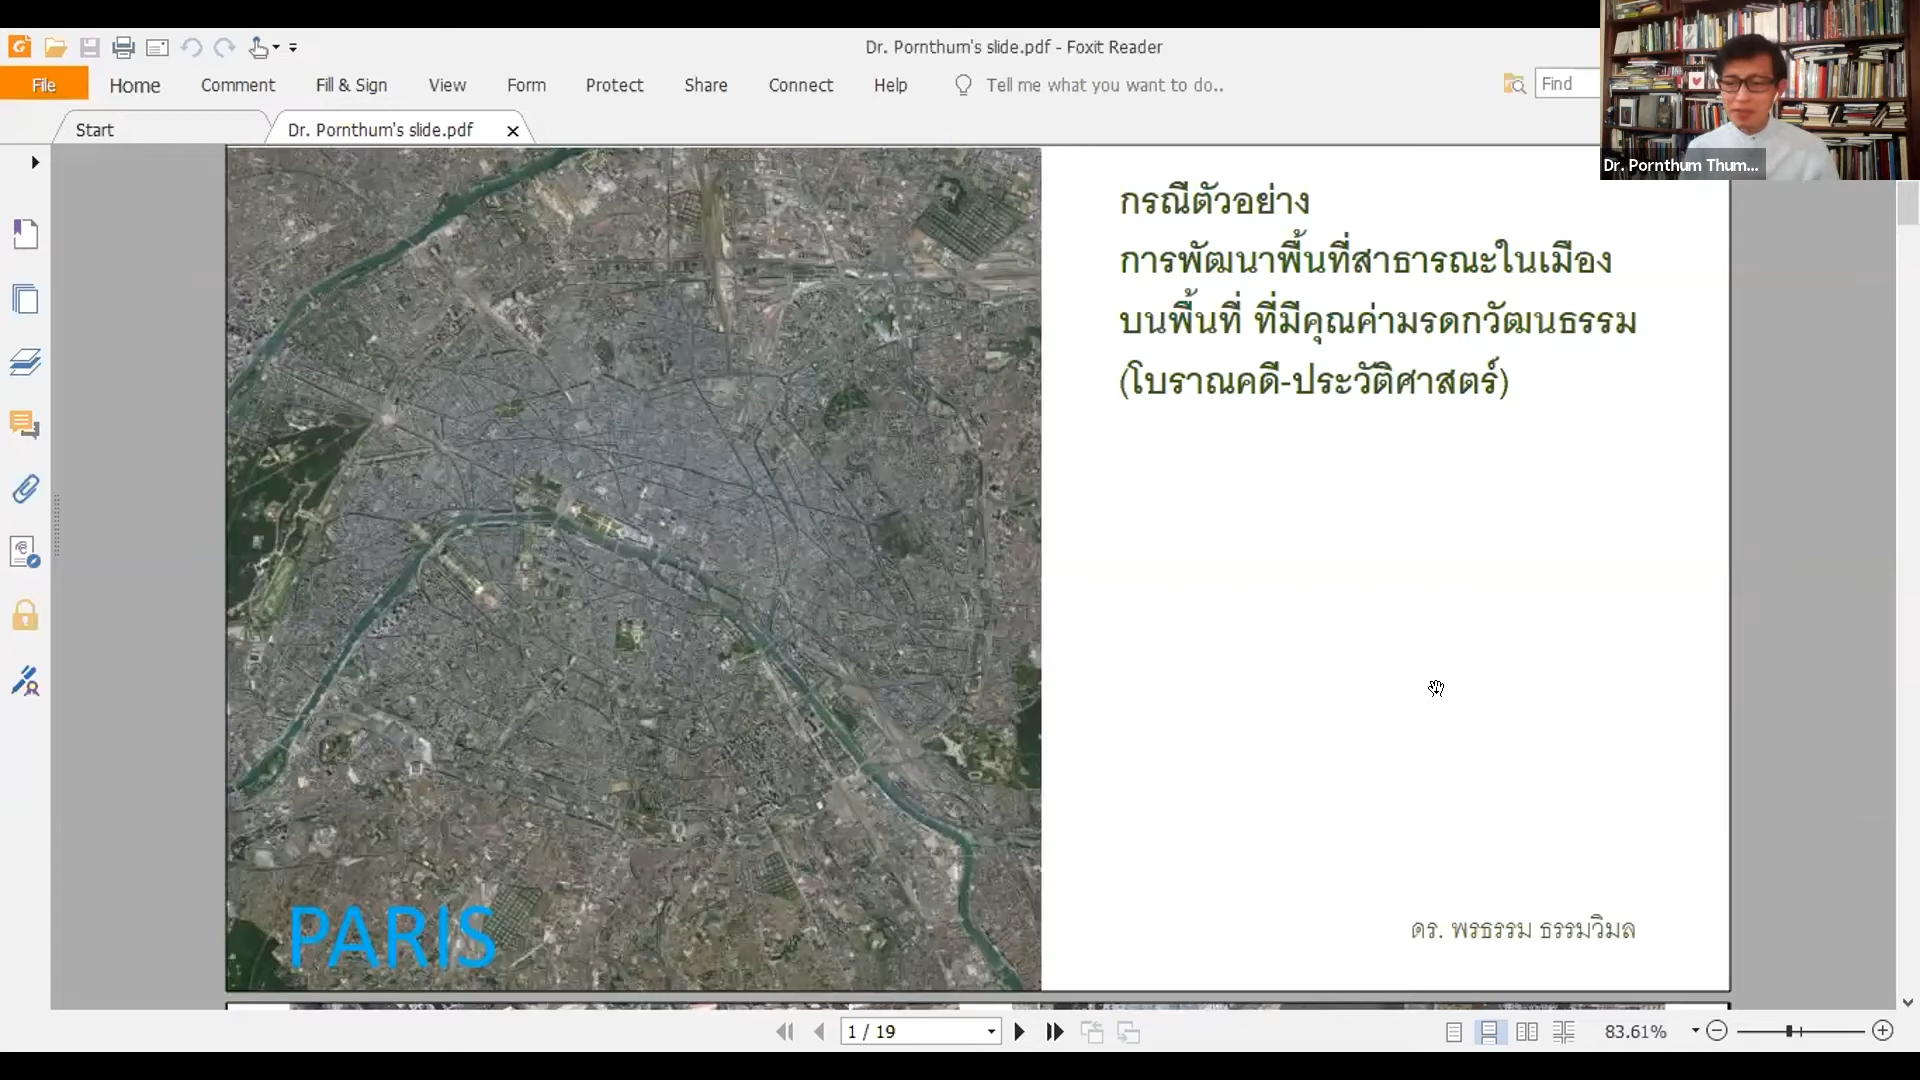 Dr. Pornthum's slide.pdf - Foxit Reader
File Home Comment Fill & Sign View Form Protect Share Connect Help Tell me what you want to do.. Find
Start Dr. Pornthum's slide.pdf
Dr. Pornthum Thum...
กรณีตัวอย่าง
การพัฒนาพื้นที่สาธารณะในเมือง
บนพื้นที่ ที่มีคุณค่ามรดกวัฒนธรรม
(โบราณคดี-ประวัติศาสตร์)
PARIS
ดร. พรธรรม ธรรมวิมล
1 / 19
83.61%